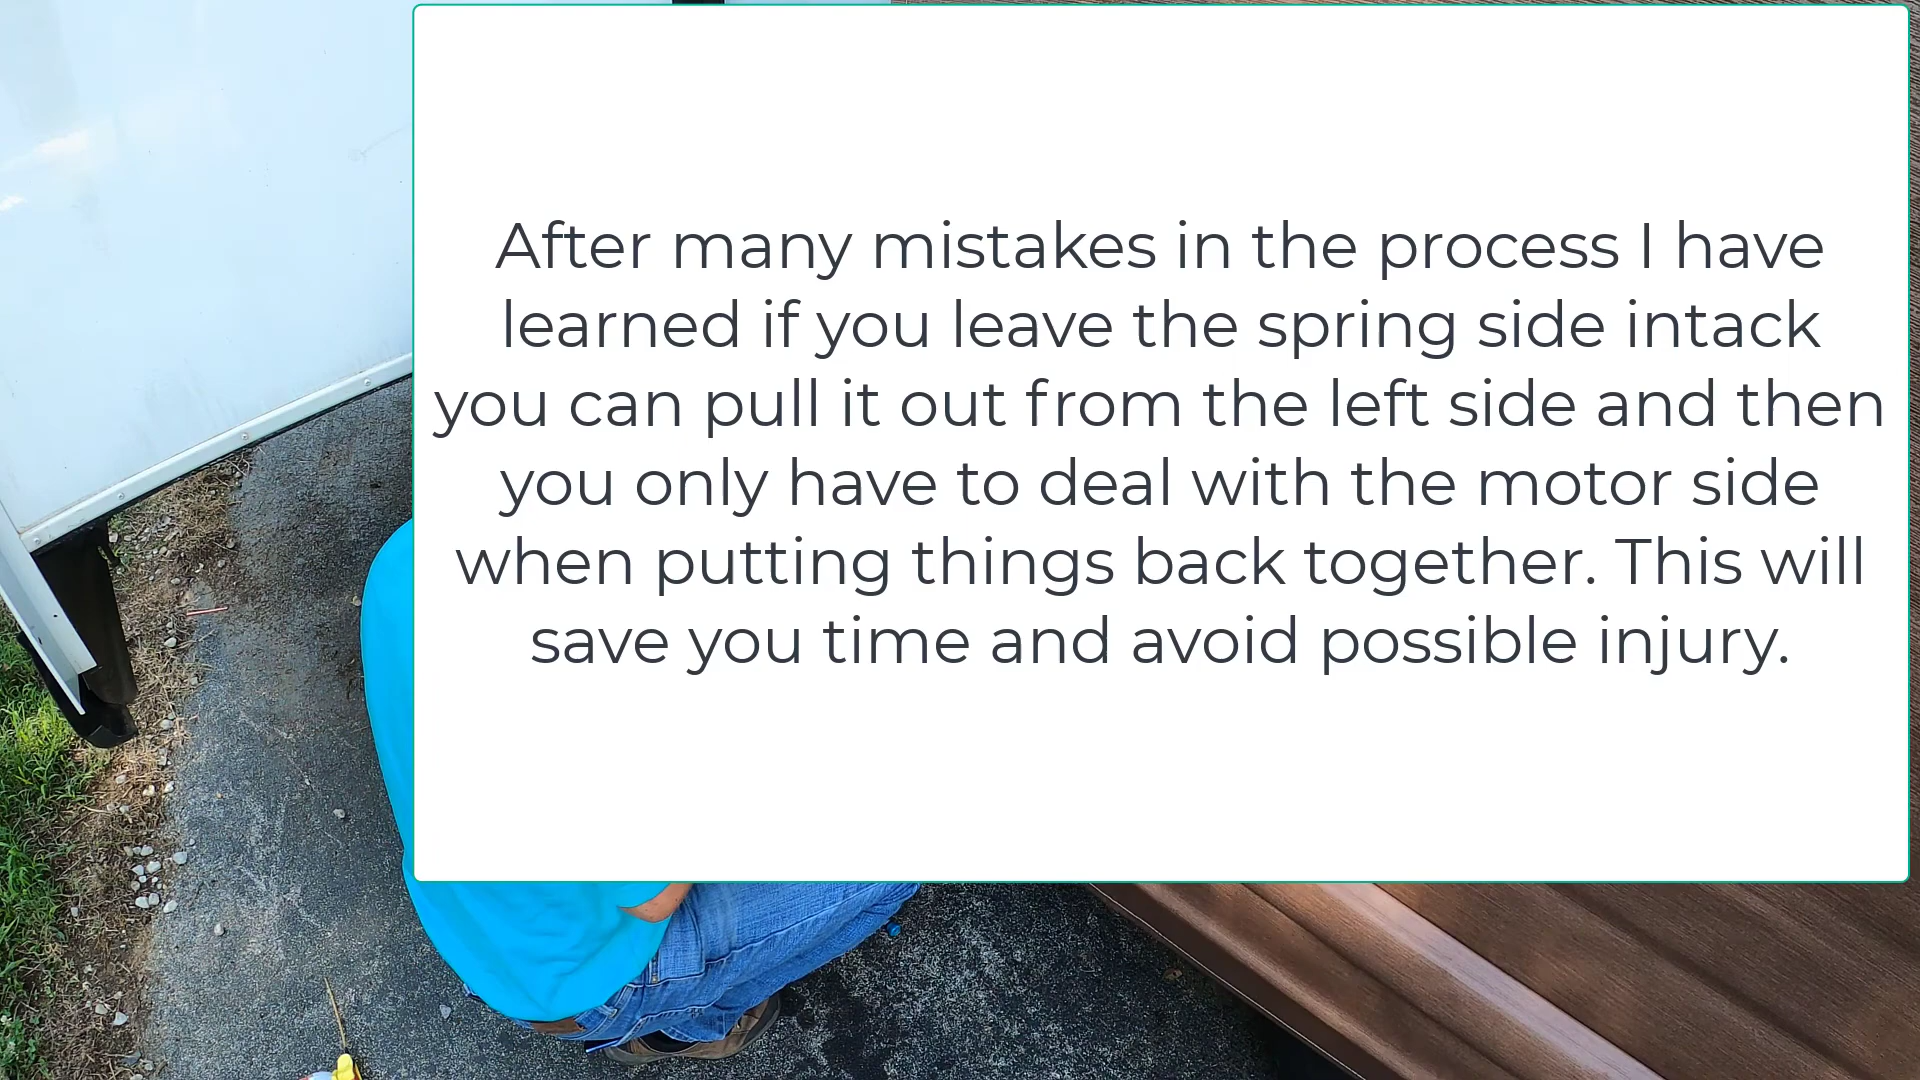 After many mistakes in the process I have
learned if you leave the spring side intack
you can pull it out from the left side and then
you only have to deal with the motor side
when putting things back together. This will
save you time and avoid possible injury.